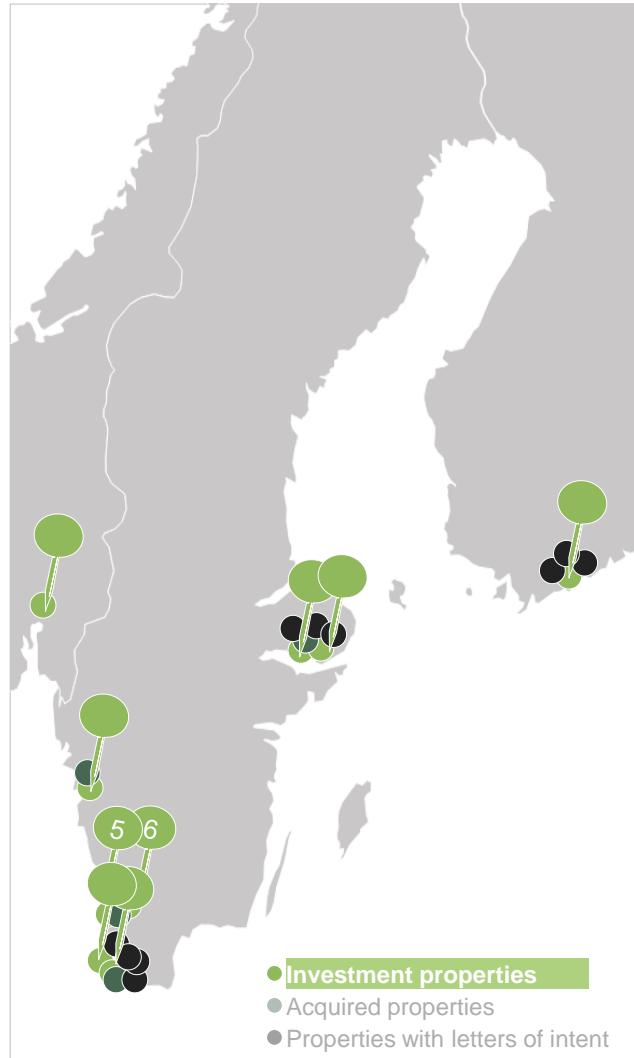 5 6
Investment properties
Acquired properties
Properties with letters of intent